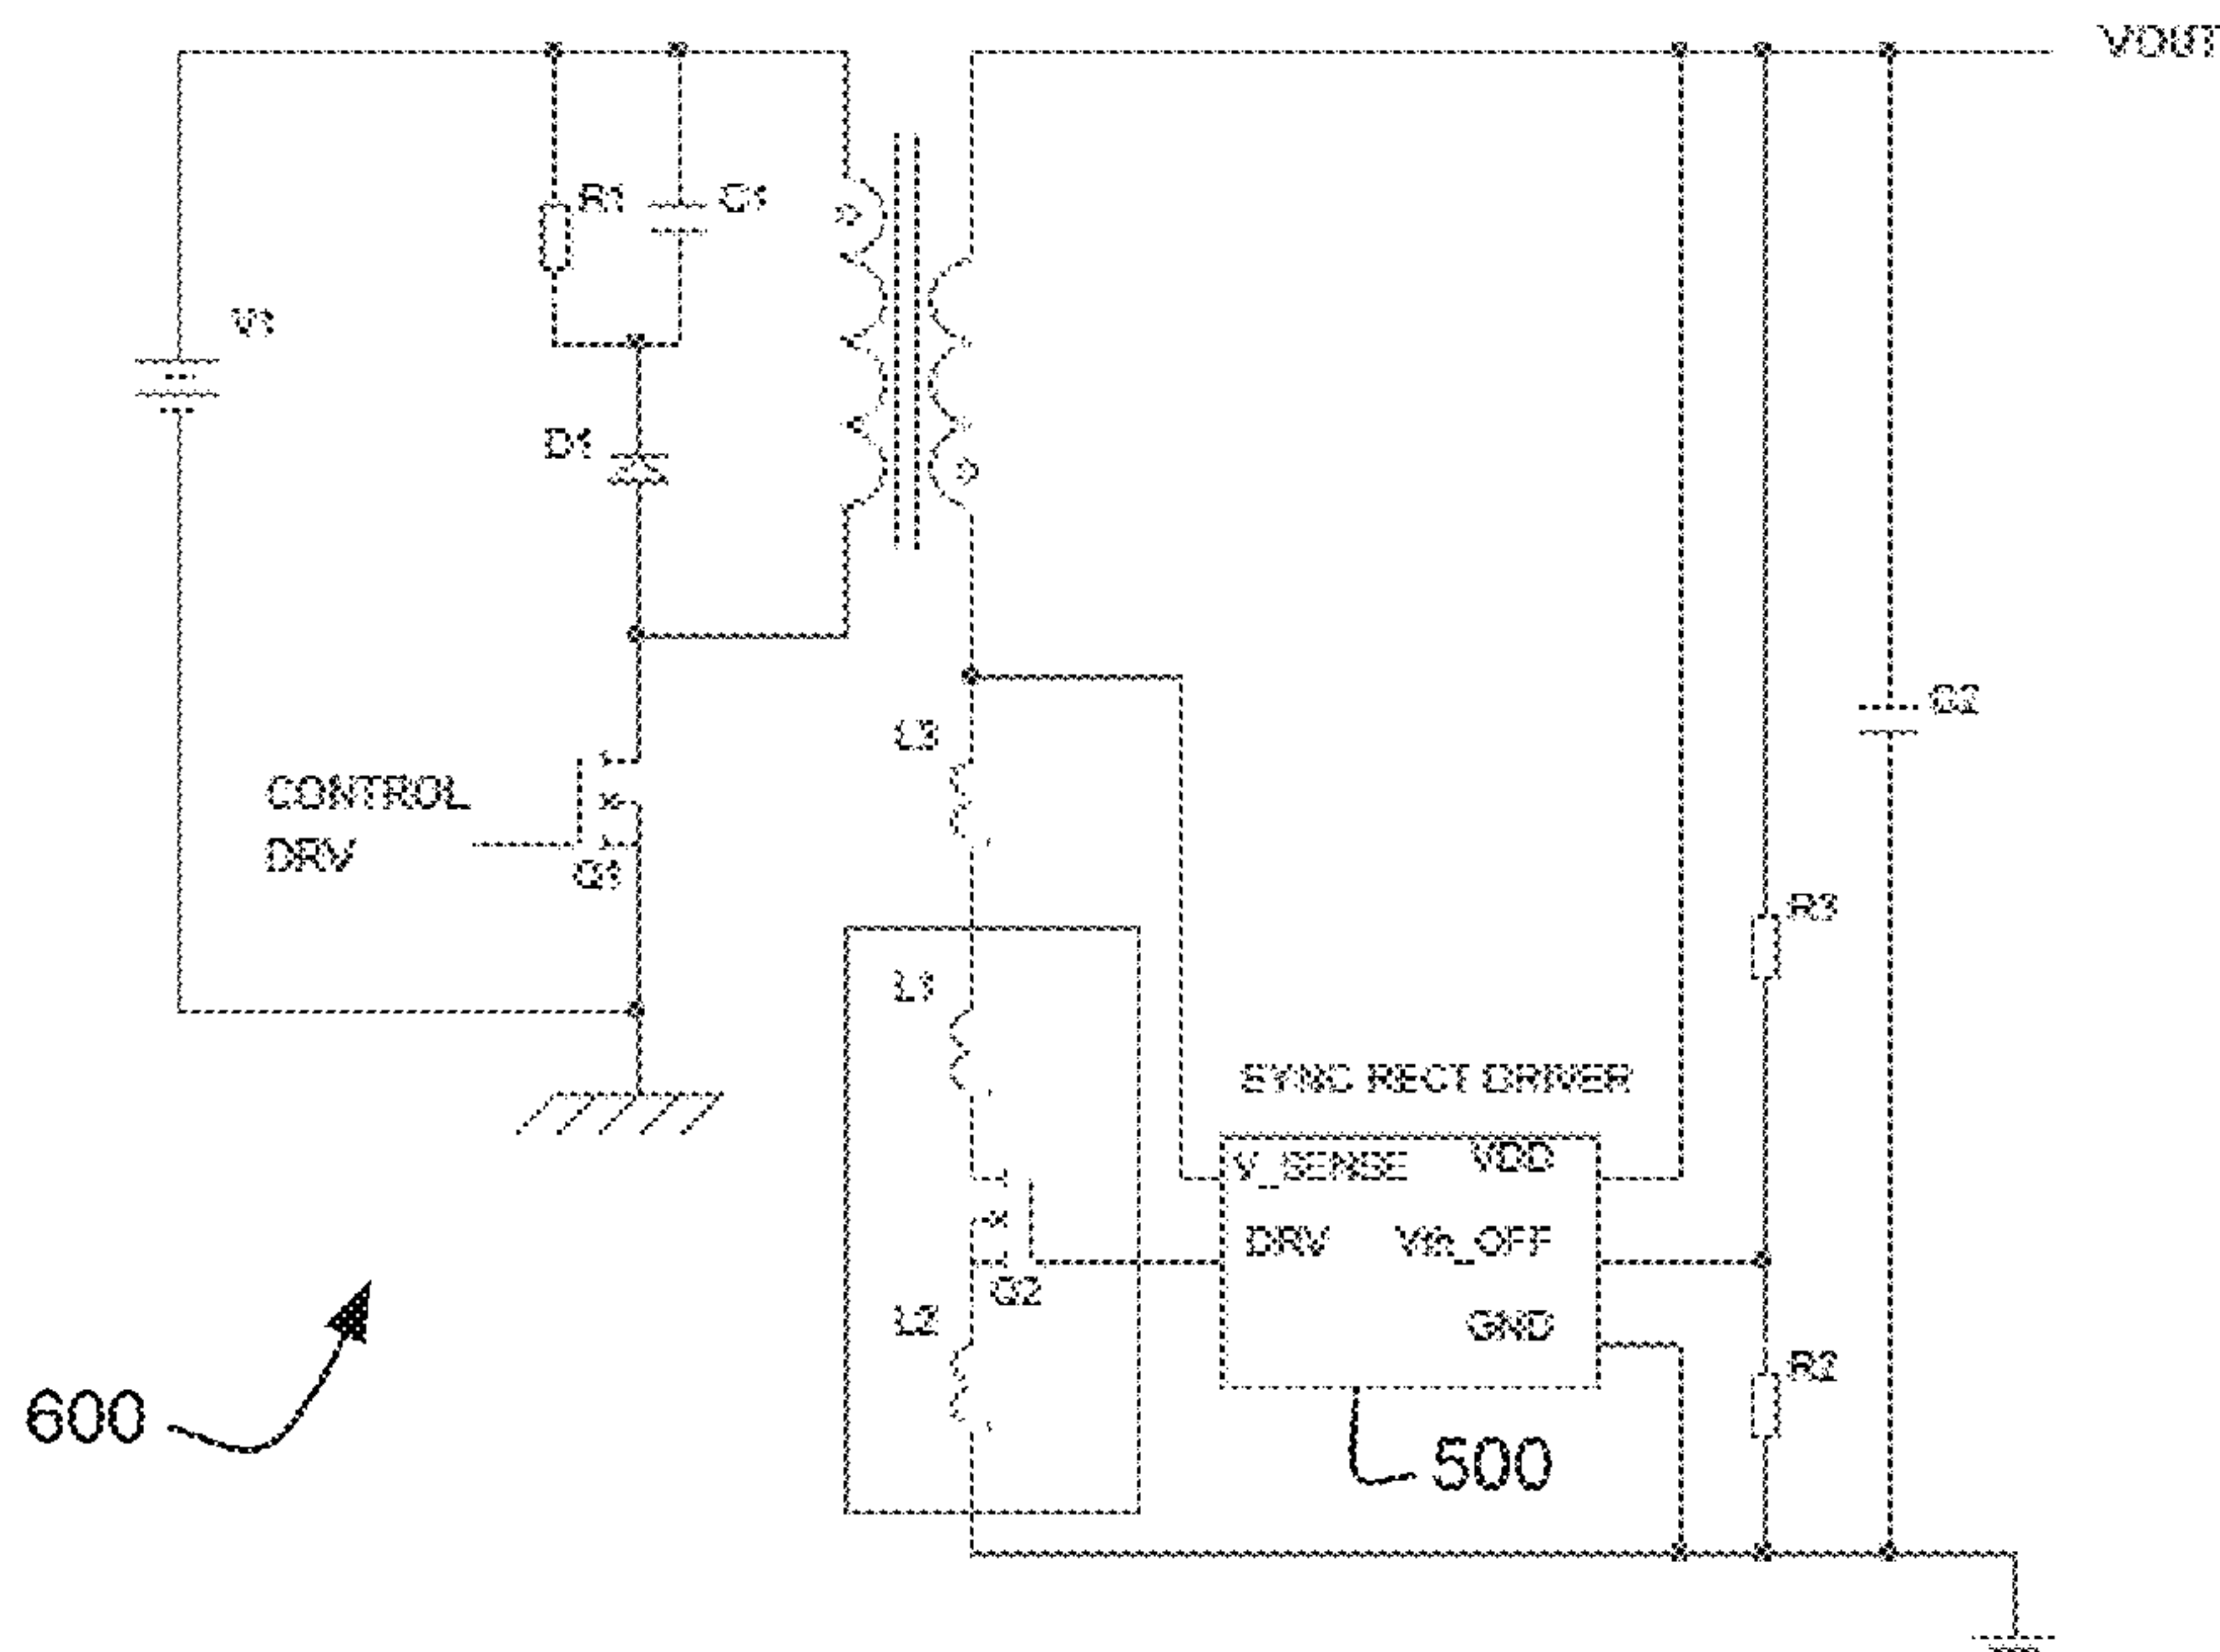 VOUT
R1
C1
V1
D1
L3
C2
CONTROL
DRV
Q1
R3
L1
SYNC RECT DRIVER
V_SENSE VDD
DRV Vth_OFF
Q2
L2
GND
R2
600
500